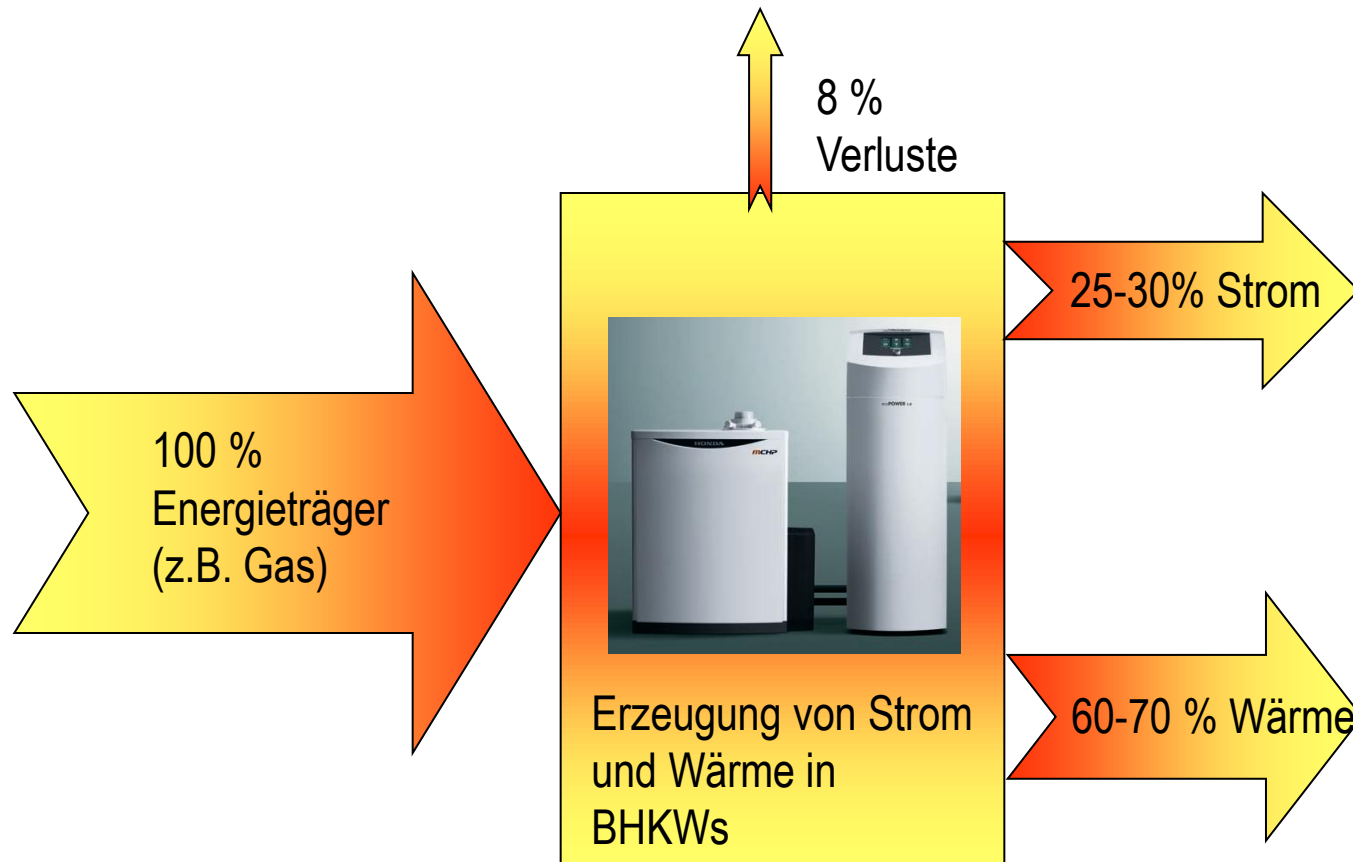 8 %
Verluste
25-30% Strom
100 %
Energieträger
(z.B. Gas)
HONDA
mCHP
60-70 % Wärme
Erzeugung von Strom
und Wärme in
BHKWs